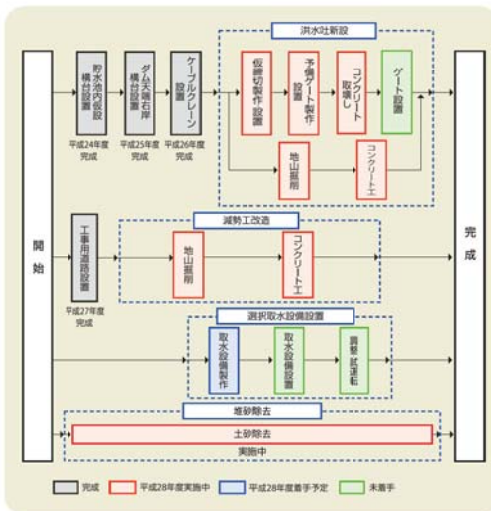 洪水吐新設
開始
貯水池内仮設
構台設置
平成24年度
完成
ダム天端右岸
構台設置
平成25年度
完成
ケーブルクレーン
設置
平成26年度
完成
仮締切製作 設置
予備ゲート製作
設置
コンクリート
取壊し
ゲート設置
地山掘削
コンクリート工
完成
減勢工改造
工事用道路設置
平成27年度
完成
地山掘削
コンクリート工
選択取水設備設置
取水設備製作
取水設備設置
調整 試運転
堆砂除去
土砂除去
実施中
完成
平成28年度実施中
平成28年度着手予定
未着手